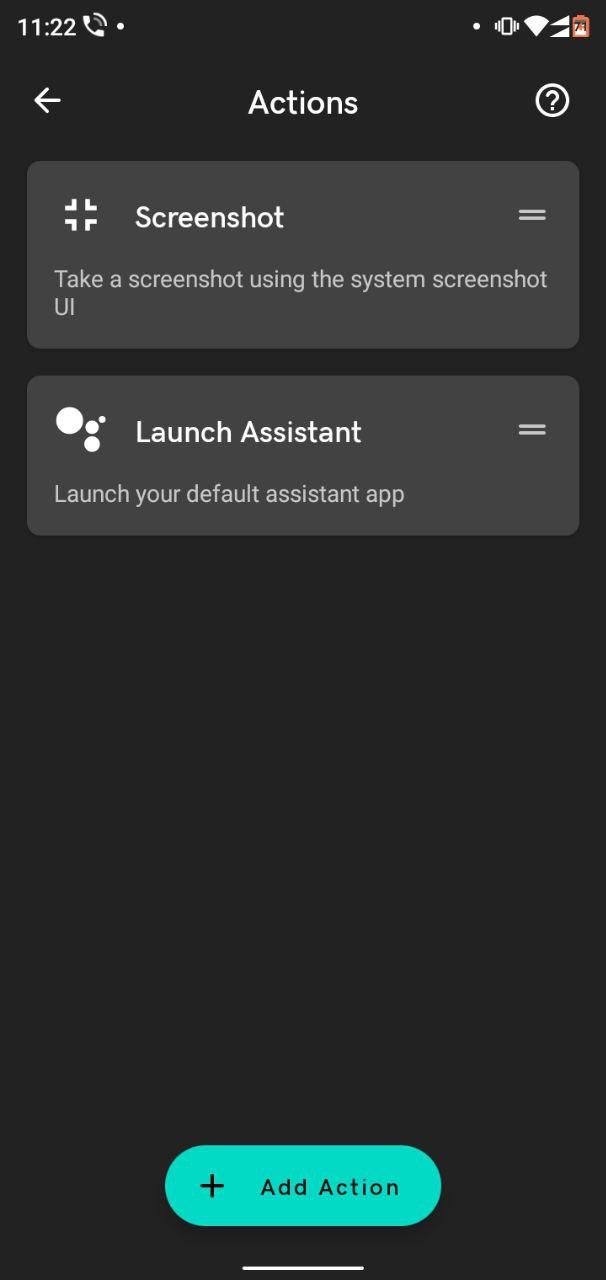 11:22
Actions
Screenshot
Take a screenshot using the system screenshot
UI
Launch Assistant
Launch your default assistant app
Add Action